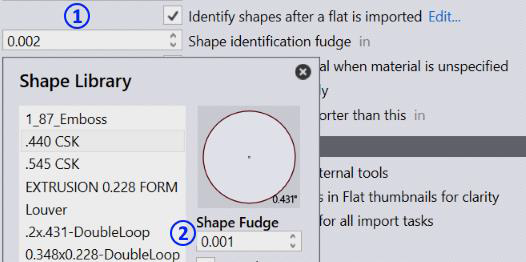 1
Identify shapes after a flat is imported Edit...
0.002
Shape identification fudge in
al when material is unspecified
Shape Library
orter than this in
1_87_Emboss
.440 CSK
.545 CSK
EXTRUSION 0.228 FORM
Louver
.2x.431-DoubleLoop
0.348x0.228-DoubleLoop
0.431"
2
Shape Fudge
0.001
ternal tools
s in Flat thumbnails for clarity
for all import tasks